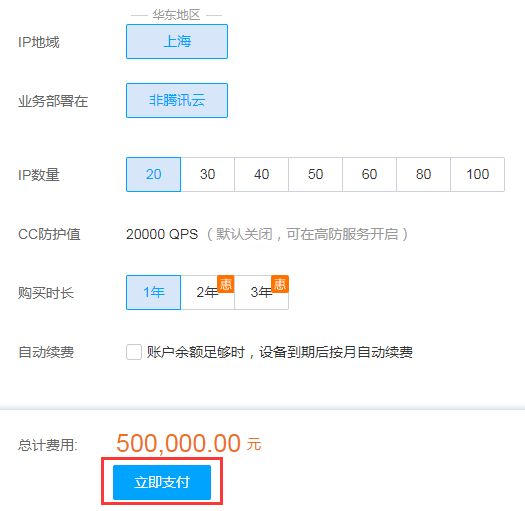 华东地区
IP地域 上海
业务部署在 非腾讯云
IP数量 20 30 40 50 60 80 100
CC防护值 20000 QPS（默认关闭，可在高防服务开启）
购买时长 1年 2年 惠 3年 惠
自动续费 账户余额足够时，设备到期后按月自动续费
总计费用: 500,000.00 元
立即支付